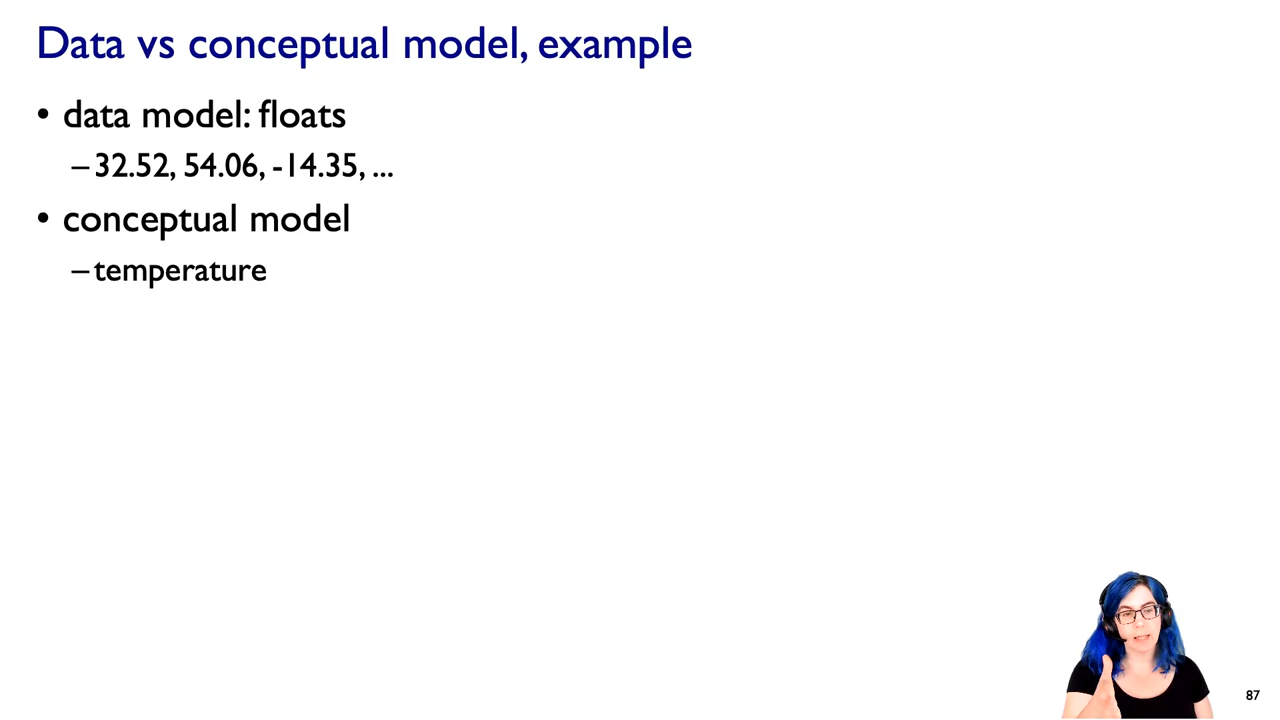 Data vs conceptual model, example
• data model: floats
– 32.52, 54.06, -14.35, ...
• conceptual model
– temperature
87